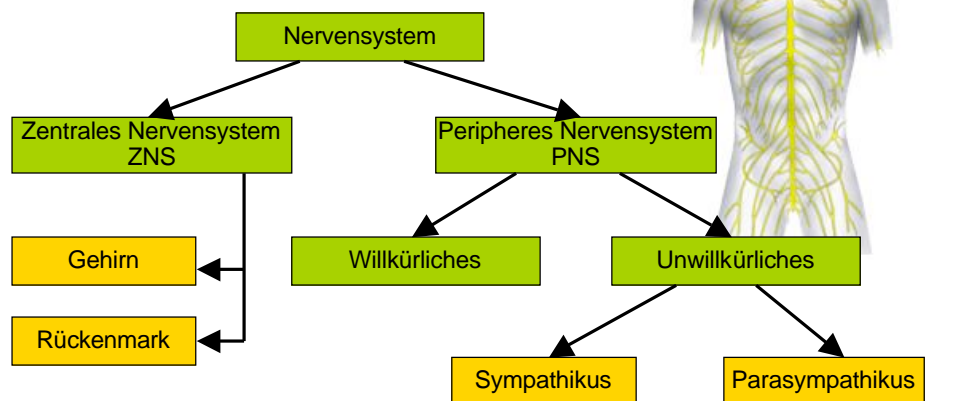 Nervensystem
Zentrales Nervensystem
ZNS
Peripheres Nervensystem
PNS
Gehirn
Willkürliches
Unwillkürliches
Rückenmark
Sympathikus
Parasympathikus